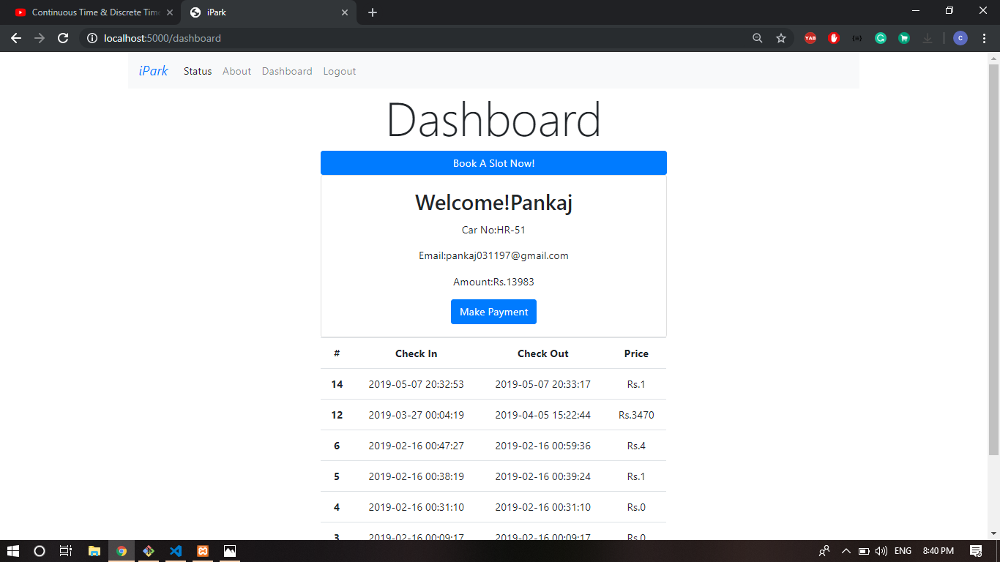 Continuous Time & Discrete Time
iPark
localhost:5000/dashboard
YAB
C
iPark Status About Dashboard Logout
Dashboard
Book A Slot Now!
Welcome!Pankaj
Car No:HR-51
Email:pankaj031197@gmail.com
Amount:Rs.13983
Make Payment
# Check In Check Out Price
14 2019-05-07 20:32:53 2019-05-07 20:33:17 Rs.1
12 2019-03-27 00:04:19 2019-04-05 15:22:44 Rs.3470
6 2019-02-16 00:47:27 2019-02-16 00:59:36 Rs.4
5 2019-02-16 00:38:19 2019-02-16 00:39:24 Rs.1
4 2019-02-16 00:31:10 2019-02-16 00:31:10 Rs.0
3 2019-02-16 00:09:17 2019-02-16 00:09:17 Rs.0
ENG 8:40 PM